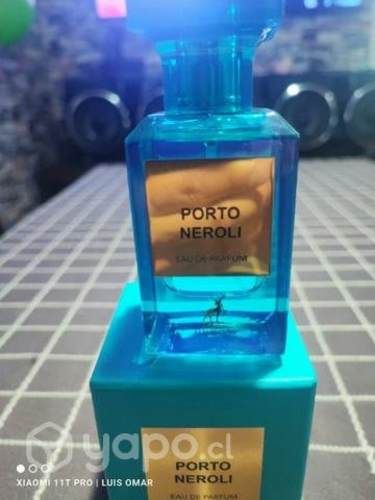 PORTO
NEROLI
EAU DE PARFUM
PORTO
NEROLI
EAU DE PARFUM
yapo.cl
XIAOMI 11T PRO | LUIS OMAR